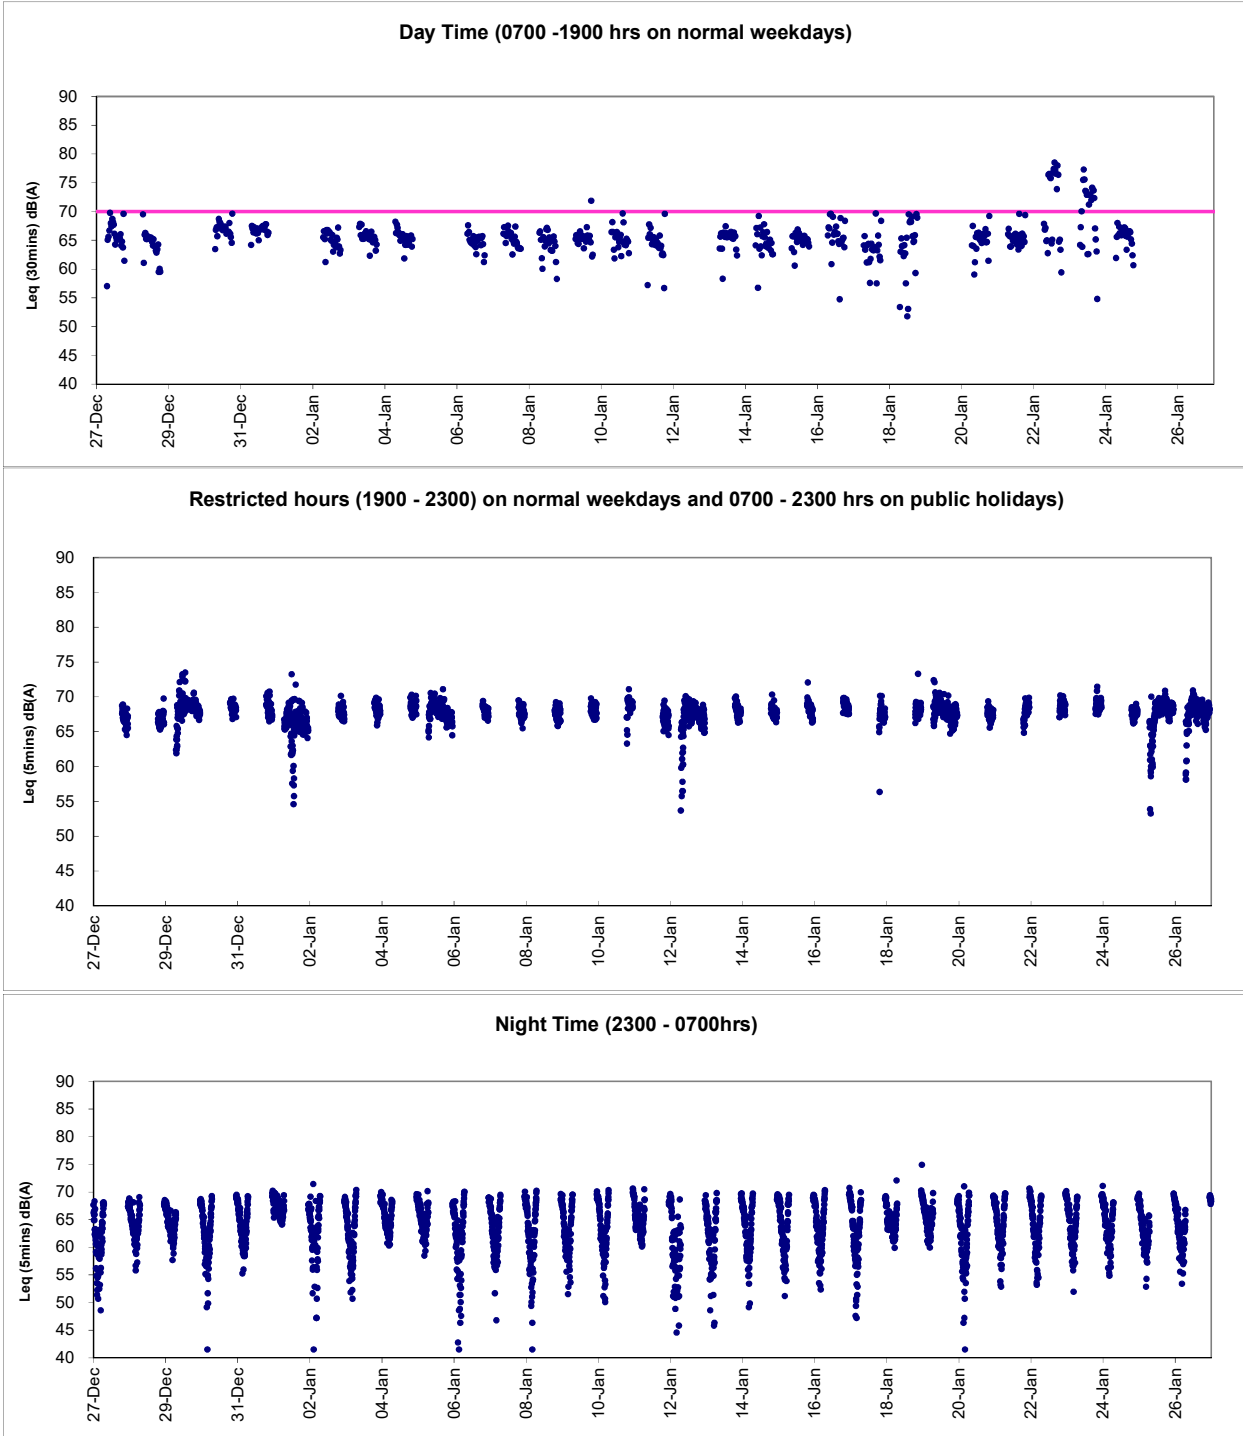 Day Time (0700 -1900 hrs on normal weekdays)
Leq (30mins) dB(A)
90
85
80
75
70
65
60
55
50
45
40
27-Dec
29-Dec
31-Dec
02-Jan
04-Jan
06-Jan
08-Jan
10-Jan
12-Jan
14-Jan
16-Jan
18-Jan
20-Jan
22-Jan
24-Jan
26-Jan
Restricted hours (1900 - 2300) on normal weekdays and 0700 - 2300 hrs on public holidays)
Leq (5mins) dB(A)
90
85
80
75
70
65
60
55
50
45
40
27-Dec
29-Dec
31-Dec
02-Jan
04-Jan
06-Jan
08-Jan
10-Jan
12-Jan
14-Jan
16-Jan
18-Jan
20-Jan
22-Jan
24-Jan
26-Jan
Night Time (2300 - 0700hrs)
Leq (5mins) dB(A)
90
85
80
75
70
65
60
55
50
45
40
27-Dec
29-Dec
31-Dec
02-Jan
04-Jan
06-Jan
08-Jan
10-Jan
12-Jan
14-Jan
16-Jan
18-Jan
20-Jan
22-Jan
24-Jan
26-Jan